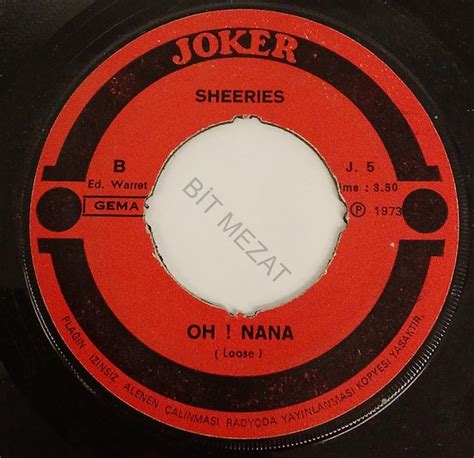 JOKER
SHEERIES
B
Ed. Warret
GEMA
J. 5
me : 3.90
Ⓟ 1973
BİT MEZAT
OH ! NANA
( Loose )
PLAĞIN İZİNSİZ ALENEN ÇALINMASI RADYODA YAYINLANMASI KOPYESİ YASAKTIR.